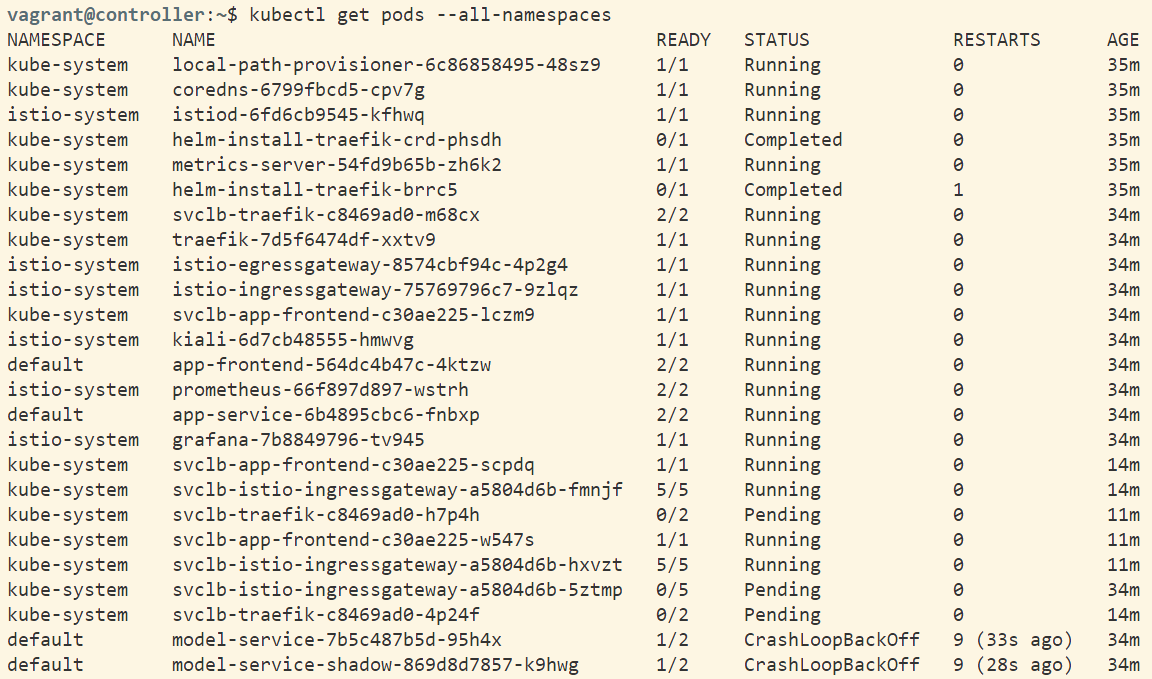 vagrant@controller:~$ kubectl get pods --all-namespaces
NAMESPACE NAME READY STATUS RESTARTS AGE
kube-system local-path-provisioner-6c86858495-48sz9 1/1 Running 0 35m
kube-system coredns-6799fbcd5-cpv7g 1/1 Running 0 35m
istio-system istiod-6fd6cb9545-kfhwq 1/1 Running 0 35m
kube-system helm-install-traefik-crd-phsdh 0/1 Completed 0 35m
kube-system metrics-server-54fd9b65b-zh6k2 1/1 Running 0 35m
kube-system helm-install-traefik-brrc5 0/1 Completed 1 35m
kube-system svclb-traefik-c8469ad0-m68cx 2/2 Running 0 34m
kube-system traefik-7d5f6474df-xxtv9 1/1 Running 0 34m
istio-system istio-egressgateway-8574cbf94c-4p2g4 1/1 Running 0 34m
istio-system istio-ingressgateway-75769796c7-9zlqz 1/1 Running 0 34m
kube-system svclb-app-frontend-c30ae225-lczm9 1/1 Running 0 34m
istio-system kiali-6d7cb48555-hmwvg 1/1 Running 0 34m
default app-frontend-564dc4b47c-4ktzw 2/2 Running 0 34m
istio-system prometheus-66f897d897-wstrh 2/2 Running 0 34m
default app-service-6b4895cbc6-fnbxp 2/2 Running 0 34m
istio-system grafana-7b8849796-tv945 1/1 Running 0 34m
kube-system svclb-app-frontend-c30ae225-scpdq 1/1 Running 0 14m
kube-system svclb-istio-ingressgateway-a5804d6b-fmnjf 5/5 Running 0 14m
kube-system svclb-traefik-c8469ad0-h7p4h 0/2 Pending 0 11m
kube-system svclb-app-frontend-c30ae225-w547s 1/1 Running 0 11m
kube-system svclb-istio-ingressgateway-a5804d6b-hxvzt 5/5 Running 0 11m
kube-system svclb-istio-ingressgateway-a5804d6b-5ztmp 0/5 Pending 0 34m
kube-system svclb-traefik-c8469ad0-4p24f 0/2 Pending 0 14m
default model-service-7b5c487b5d-95h4x 1/2 CrashLoopBackOff 9 (33s ago) 34m
default model-service-shadow-869d8d7857-k9hwg 1/2 CrashLoopBackOff 9 (28s ago) 34m